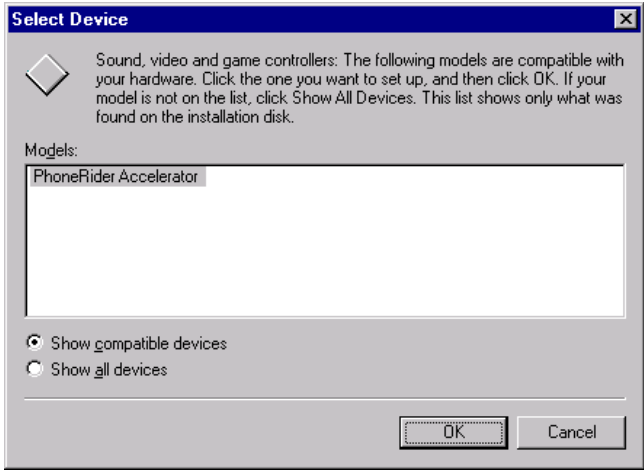 Select Device
Sound, video and game controllers: The following models are compatible with
your hardware. Click the one you want to set up, and then click OK. If your
model is not on the list, click Show All Devices. This list shows only what was
found on the installation disk.
Models:
PhoneRider Accelerator
Show compatible devices
Show all devices
OK
Cancel